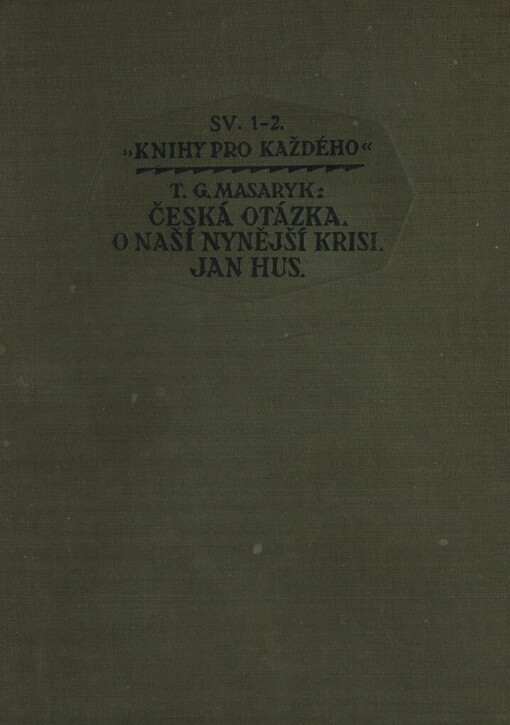 SV. 1-2.
»KNIHY PRO KAŽDÉHO«
T. G. MASARYK:
ČESKÁ OTÁZKA.
O NAŠÍ NYNĚJŠÍ KRISI.
JAN HUS.